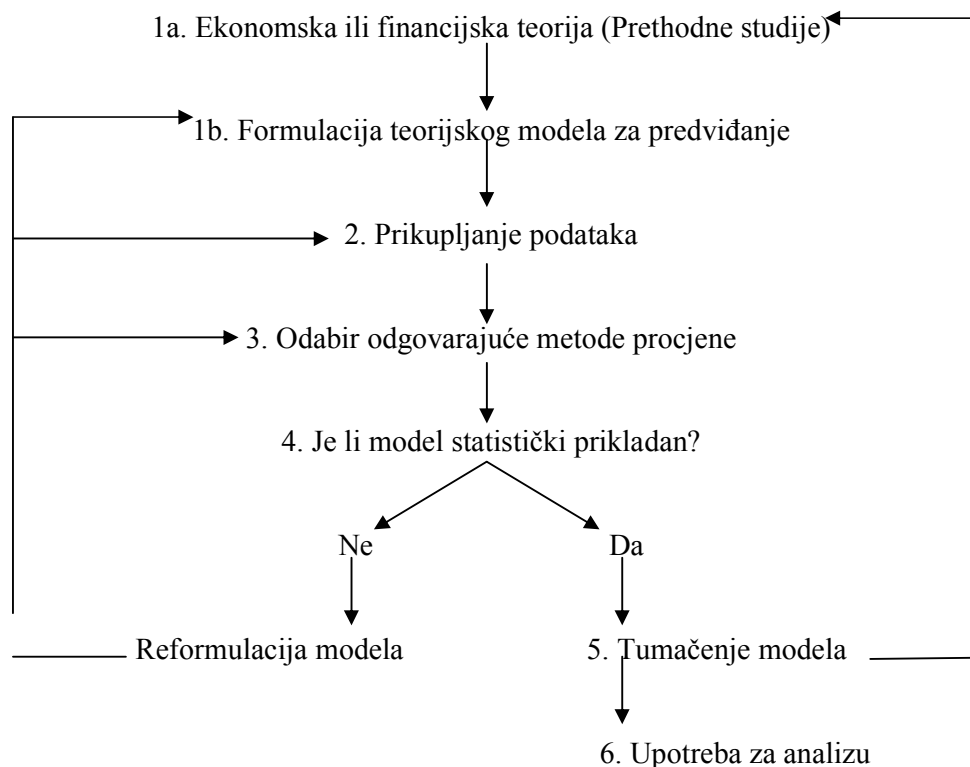 1a. Ekonomska ili financijska teorija (Prethodne studije)
1b. Formulacija teorijskog modela za predviđanje
2. Prikupljanje podataka
3. Odabir odgovarajuće metode procjene
4. Je li model statistički prikladan?
Ne
Da
Reformulacija modela
5. Tumačenje modela
6. Upotreba za analizu